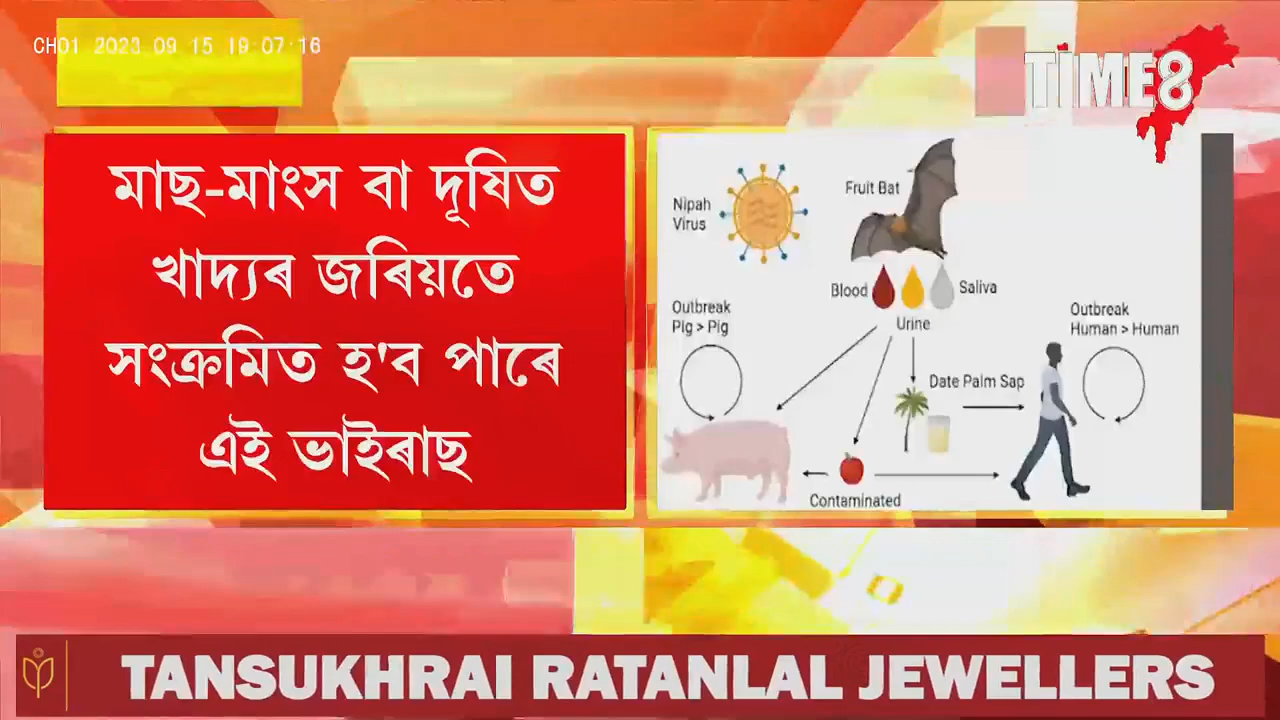 CH01 2023 09 15 19:07:16
TiME8
মাছ-মাংস বা দূষিত
খাদ্যৰ জৰিয়তে
সংক্ৰমিত হ'ব পাৰে
এই ভাইৰাছ
Nipah
Virus
Fruit Bat
Blood
Urine
Saliva
Outbreak
Pig > Pig
Outbreak
Human > Human
Date Palm Sap
Contaminated
TANSUKHRAI RATANLAL JEWELLERS